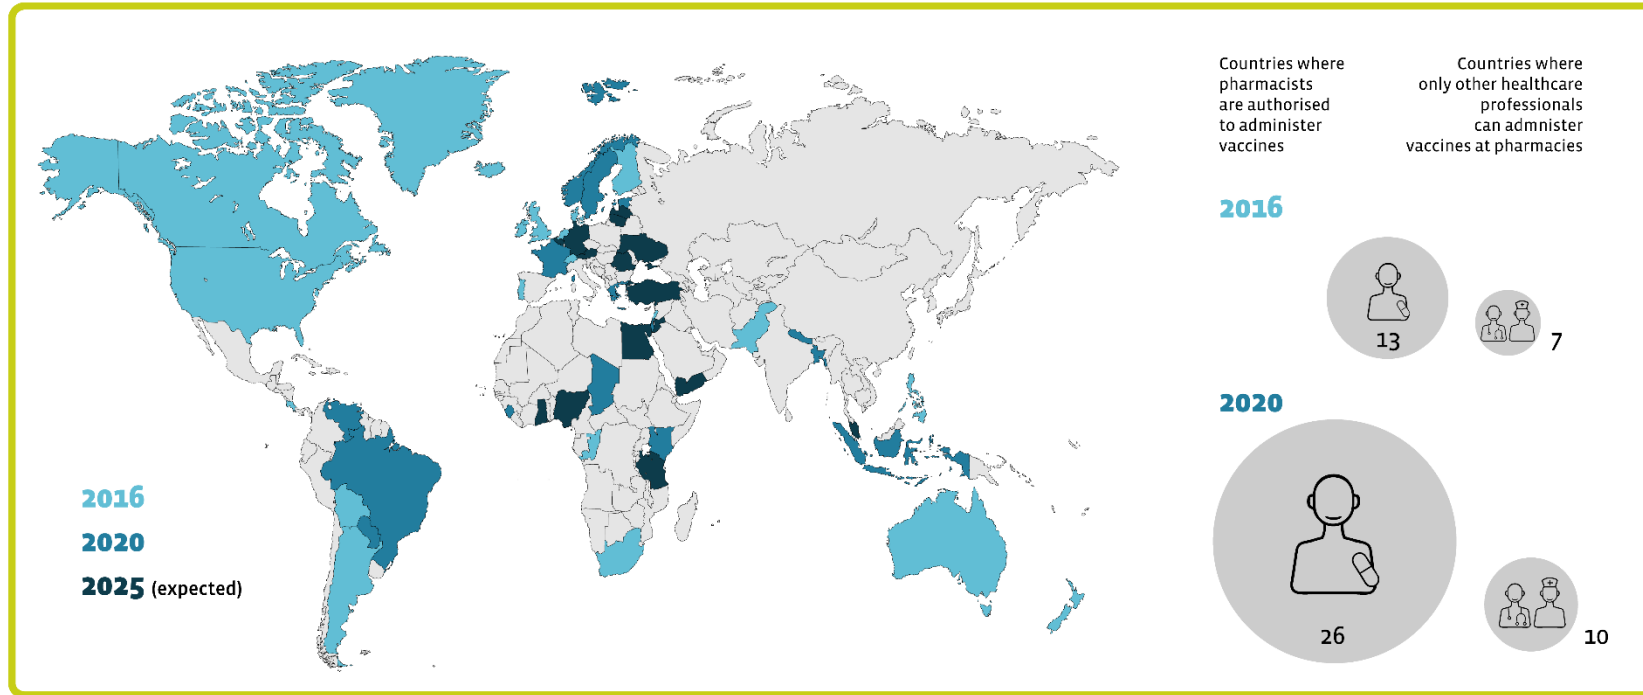 Countries where
pharmacists
are authorised
to administer
vaccines
Countries where
only other healthcare
professionals
can admnister
vaccines at pharmacies
2016
13
7
2020
26
10
2016
2020
2025 (expected)